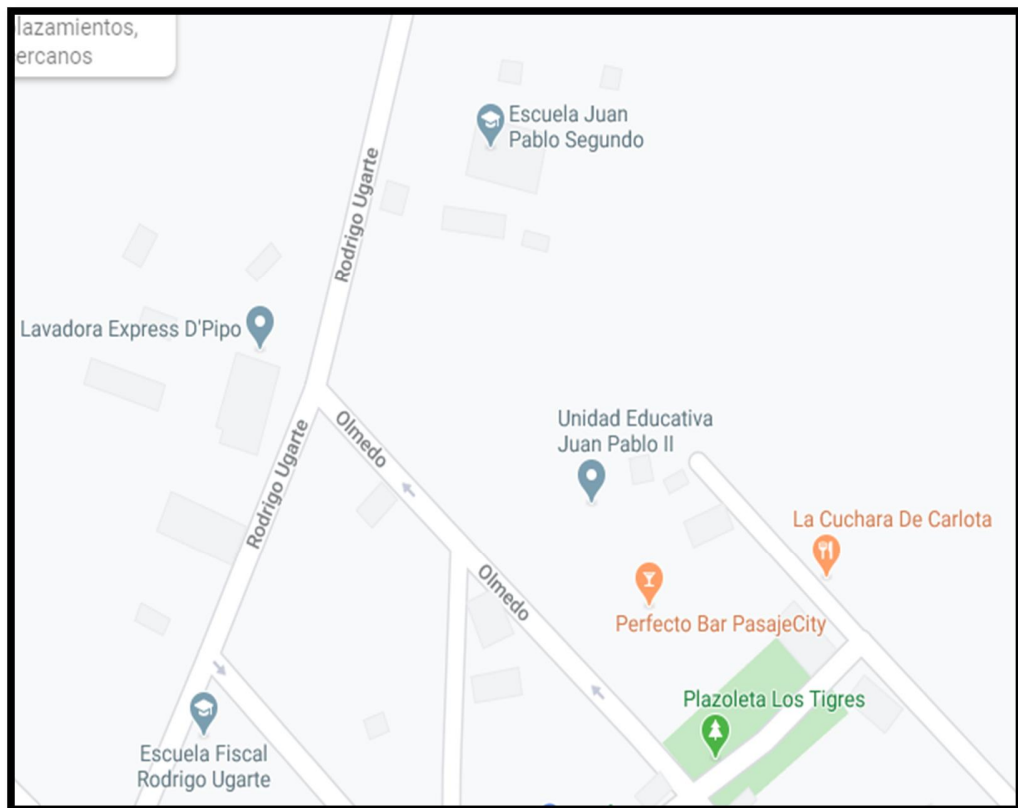 lazamientos,
ercanos
Escuela Juan
Pablo Segundo
Rodrigo Ugarte
Lavadora Express D'Pipo
Olmedo
Unidad Educativa
Juan Pablo II
Rodrigo Ugarte
La Cuchara De Carlota
Olmedo
Perfecto Bar PasajeCity
Plazoleta Los Tigres
Escuela Fiscal
Rodrigo Ugarte